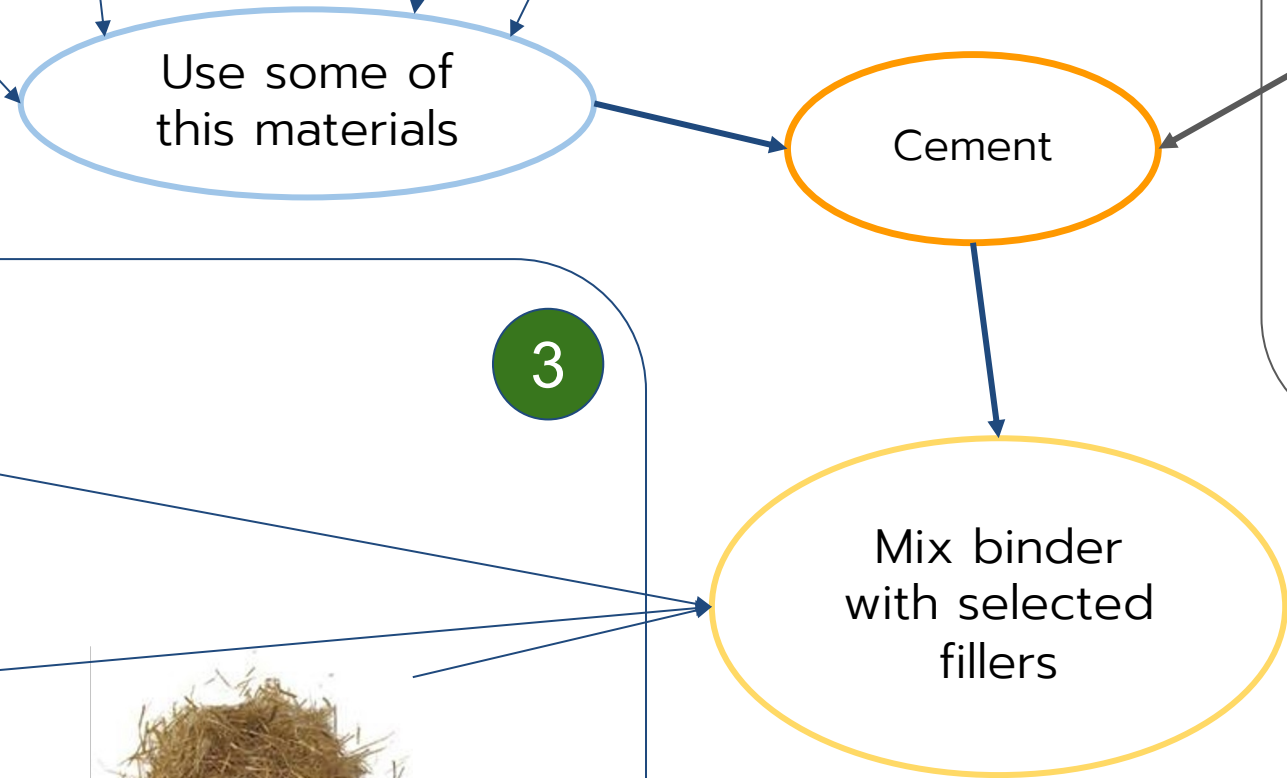 Use some of
this materials
Cement
3
Mix binder
with selected
fillers